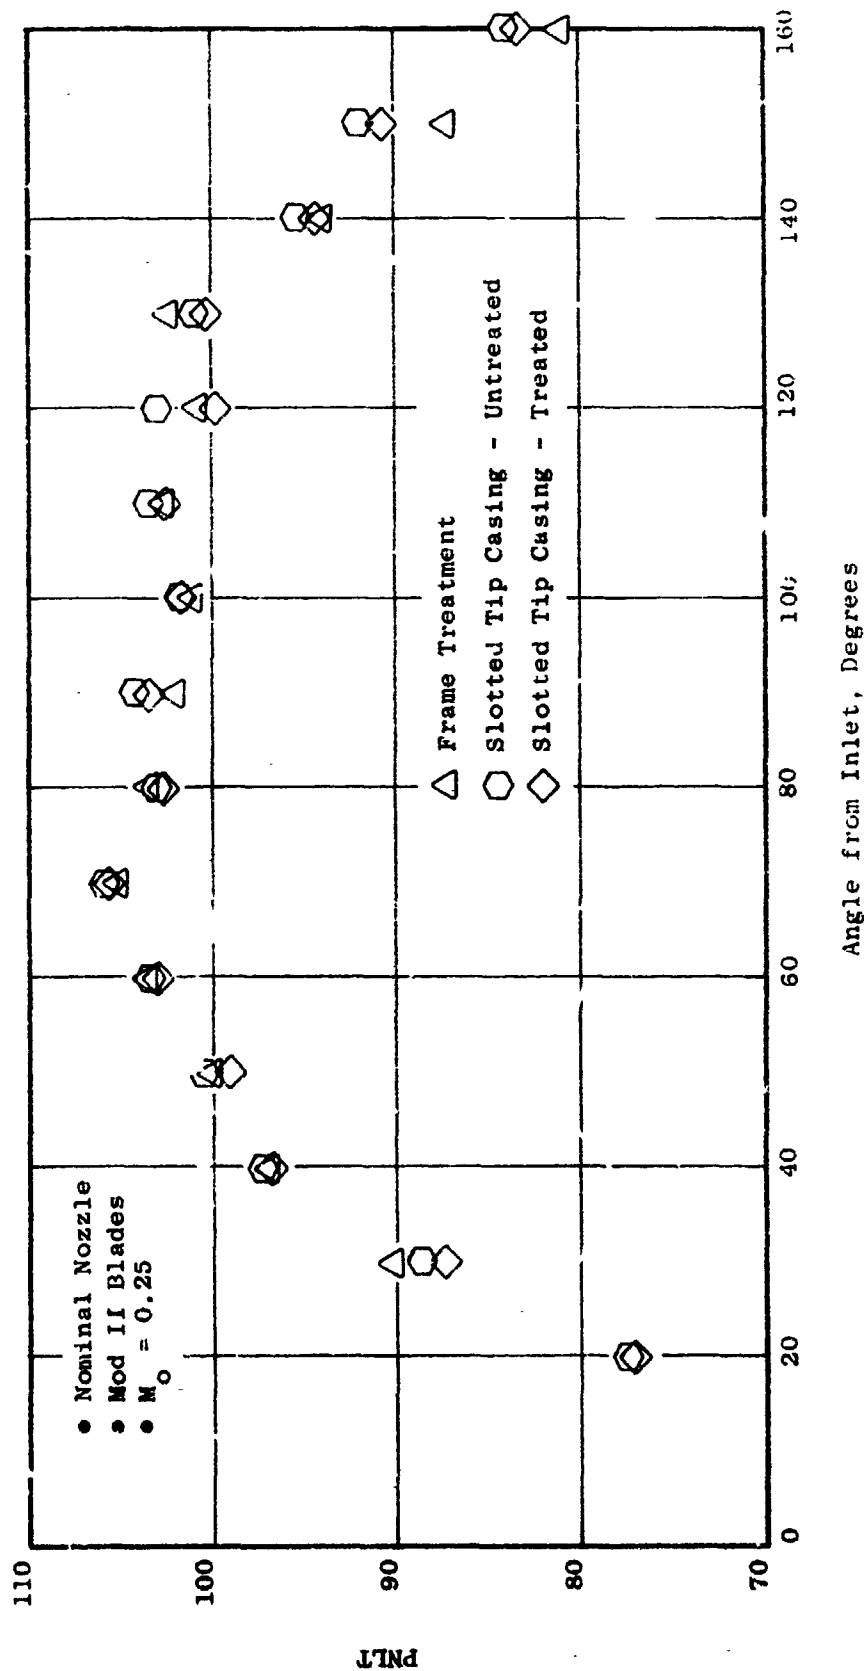 ● Nominal Nozzle
● Mod II Blades
● Mo = 0.25
PNLT
110
100
90
80
70
△ Frame Treatment
⬡ Slotted Tip Casing - Untreated
◇ Slotted Tip Casing - Treated
0
20
40
60
80
100
120
140
160
Angle from Inlet, Degrees